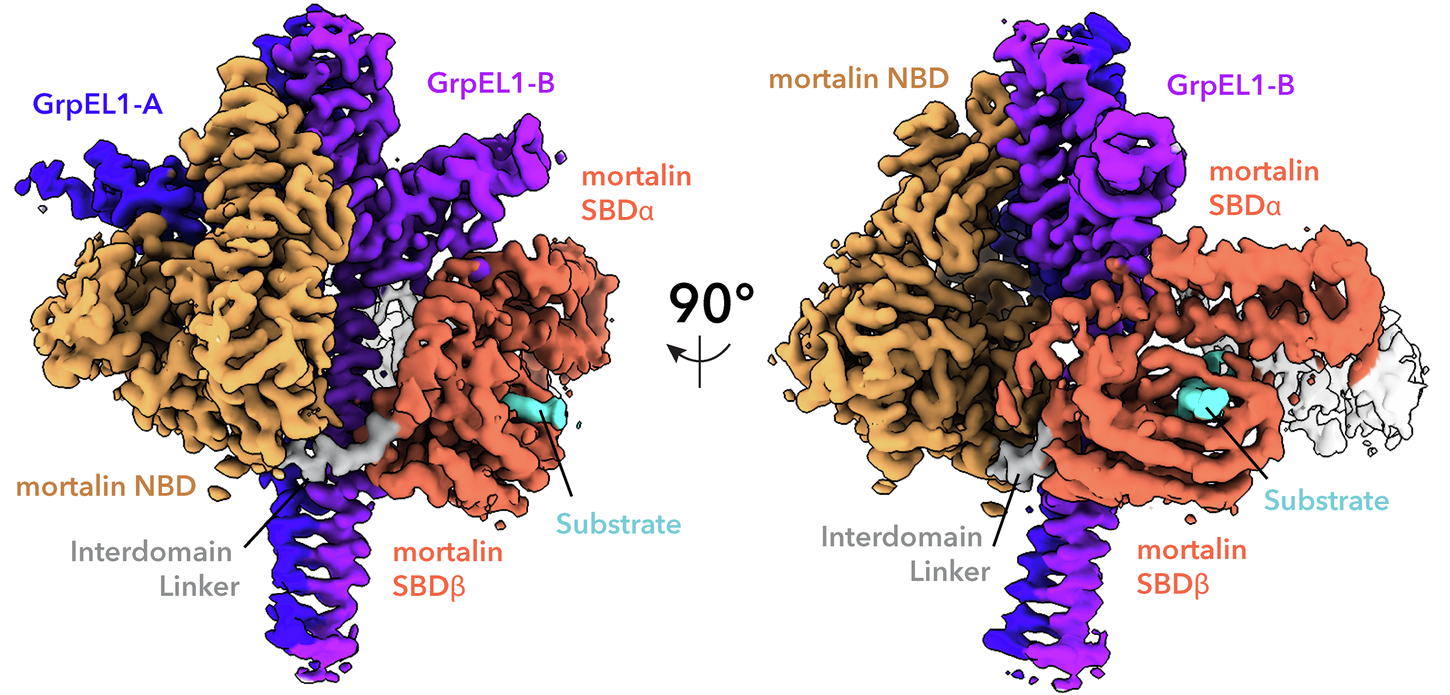 GrpEL1-A
GrpEL1-B
mortalin
SBDα
mortalin NBD
Interdomain
Linker
mortalin
SBDβ
Substrate
90°
mortalin NBD
GrpEL1-B
mortalin
SBDα
Substrate
Interdomain
Linker
mortalin
SBDβ